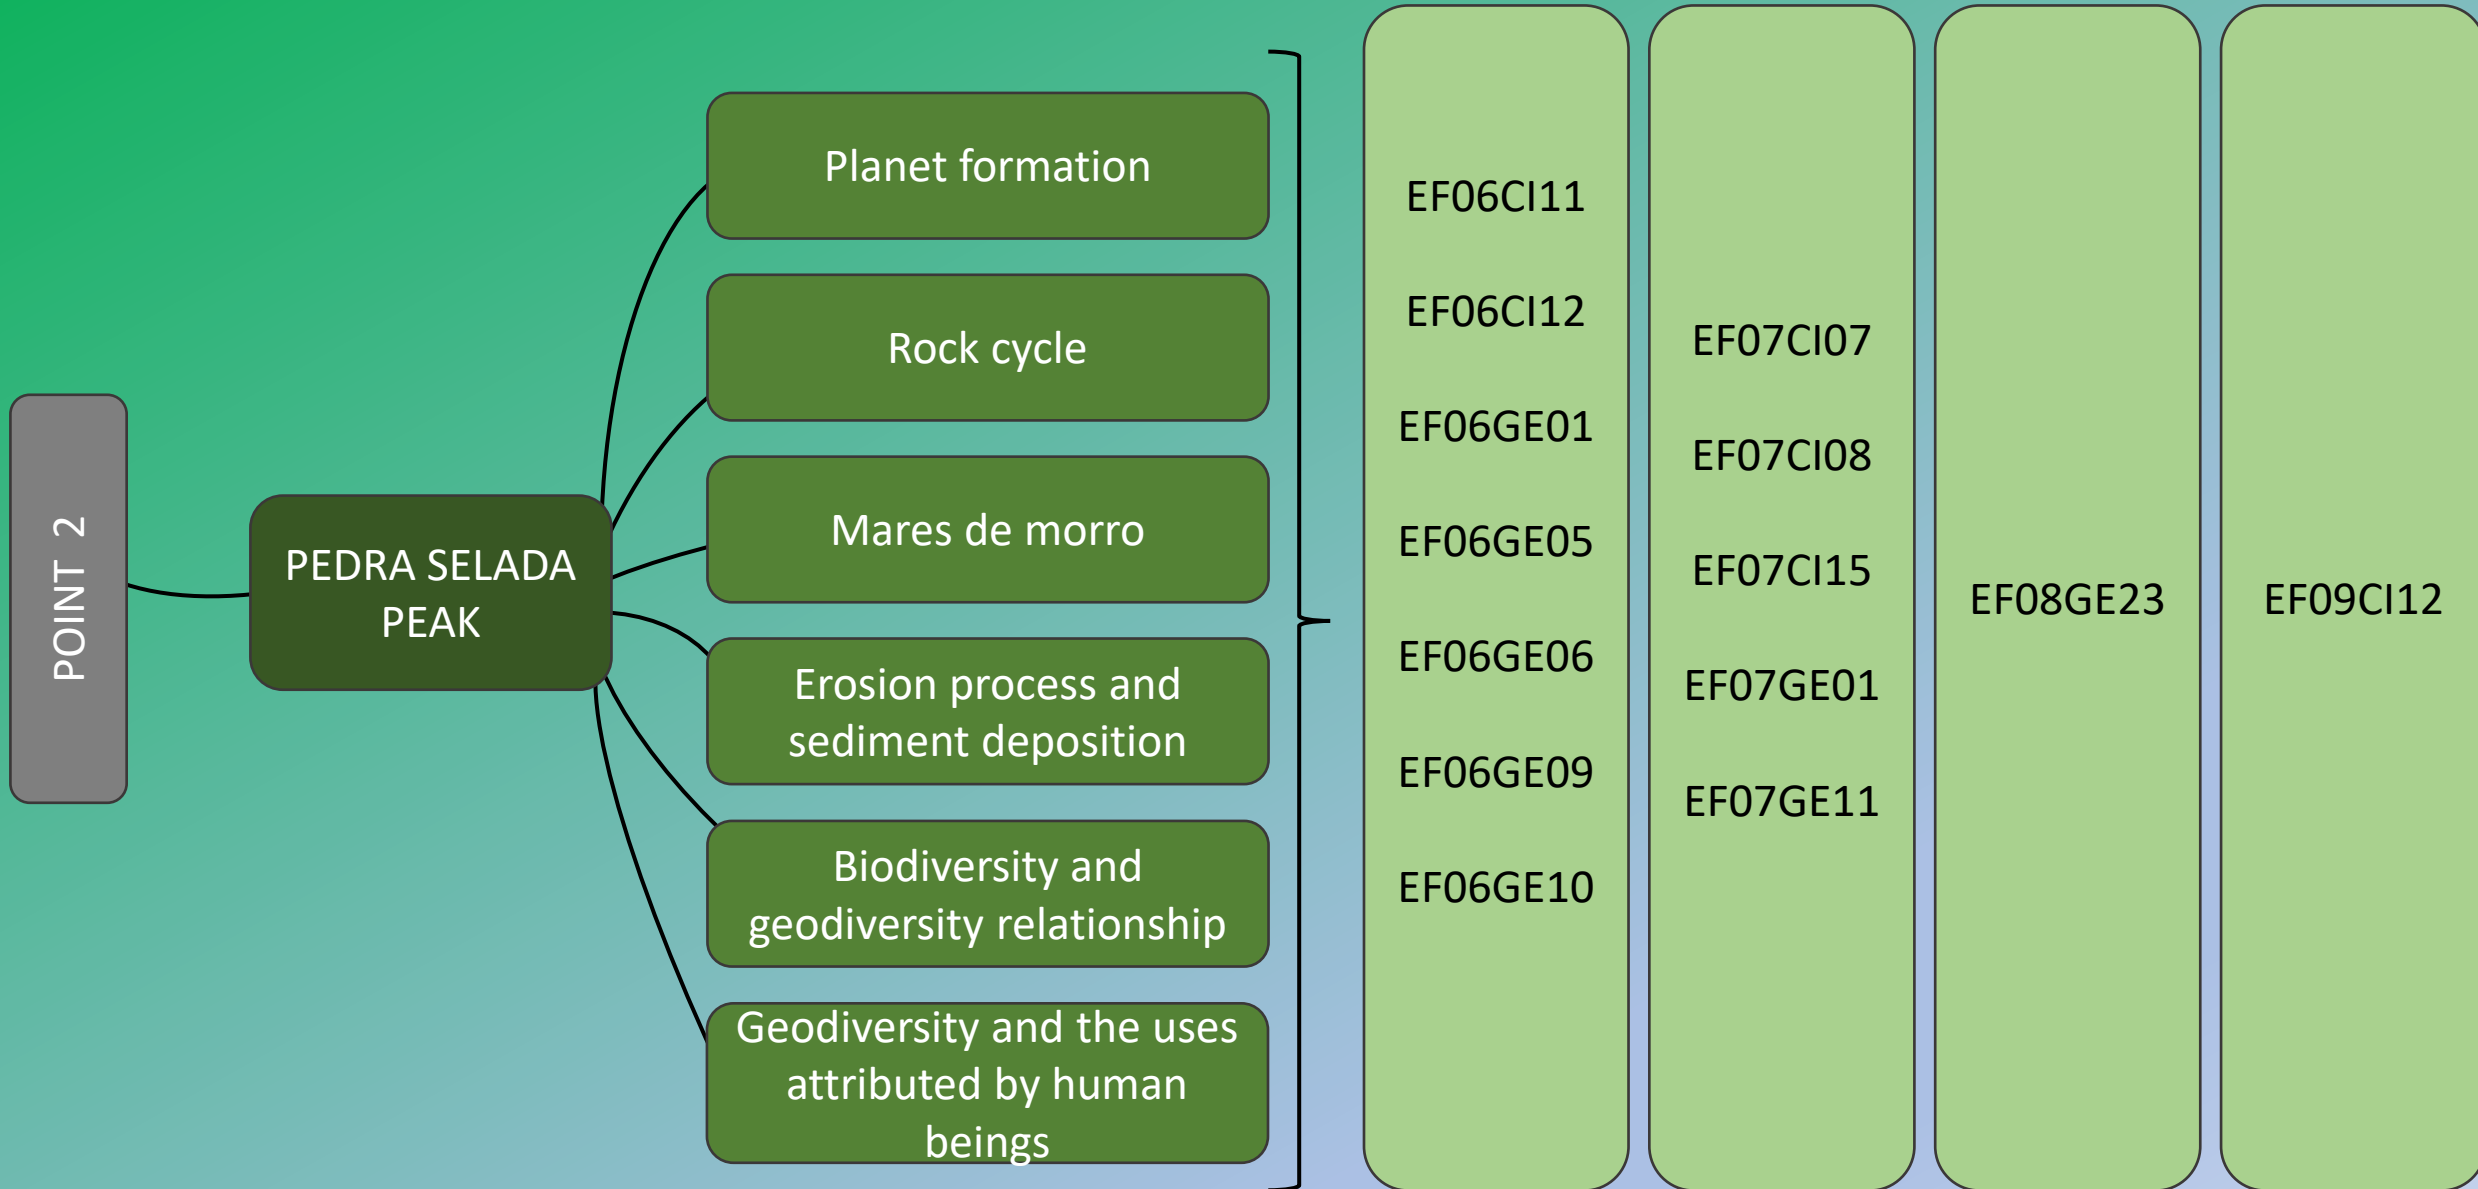 POINT 2
PEDRA SELADA
PEAK
Planet formation
Rock cycle
Mares de morro
Erosion process and
sediment deposition
Biodiversity and
geodiversity relationship
Geodiversity and the uses
attributed by human
beings
EF06CI11
EF06CI12
EF06GE01
EF06GE05
EF06GE06
EF06GE09
EF06GE10
EF07CI07
EF07CI08
EF07CI15
EF07GE01
EF07GE11
EF08GE23
EF09CI12